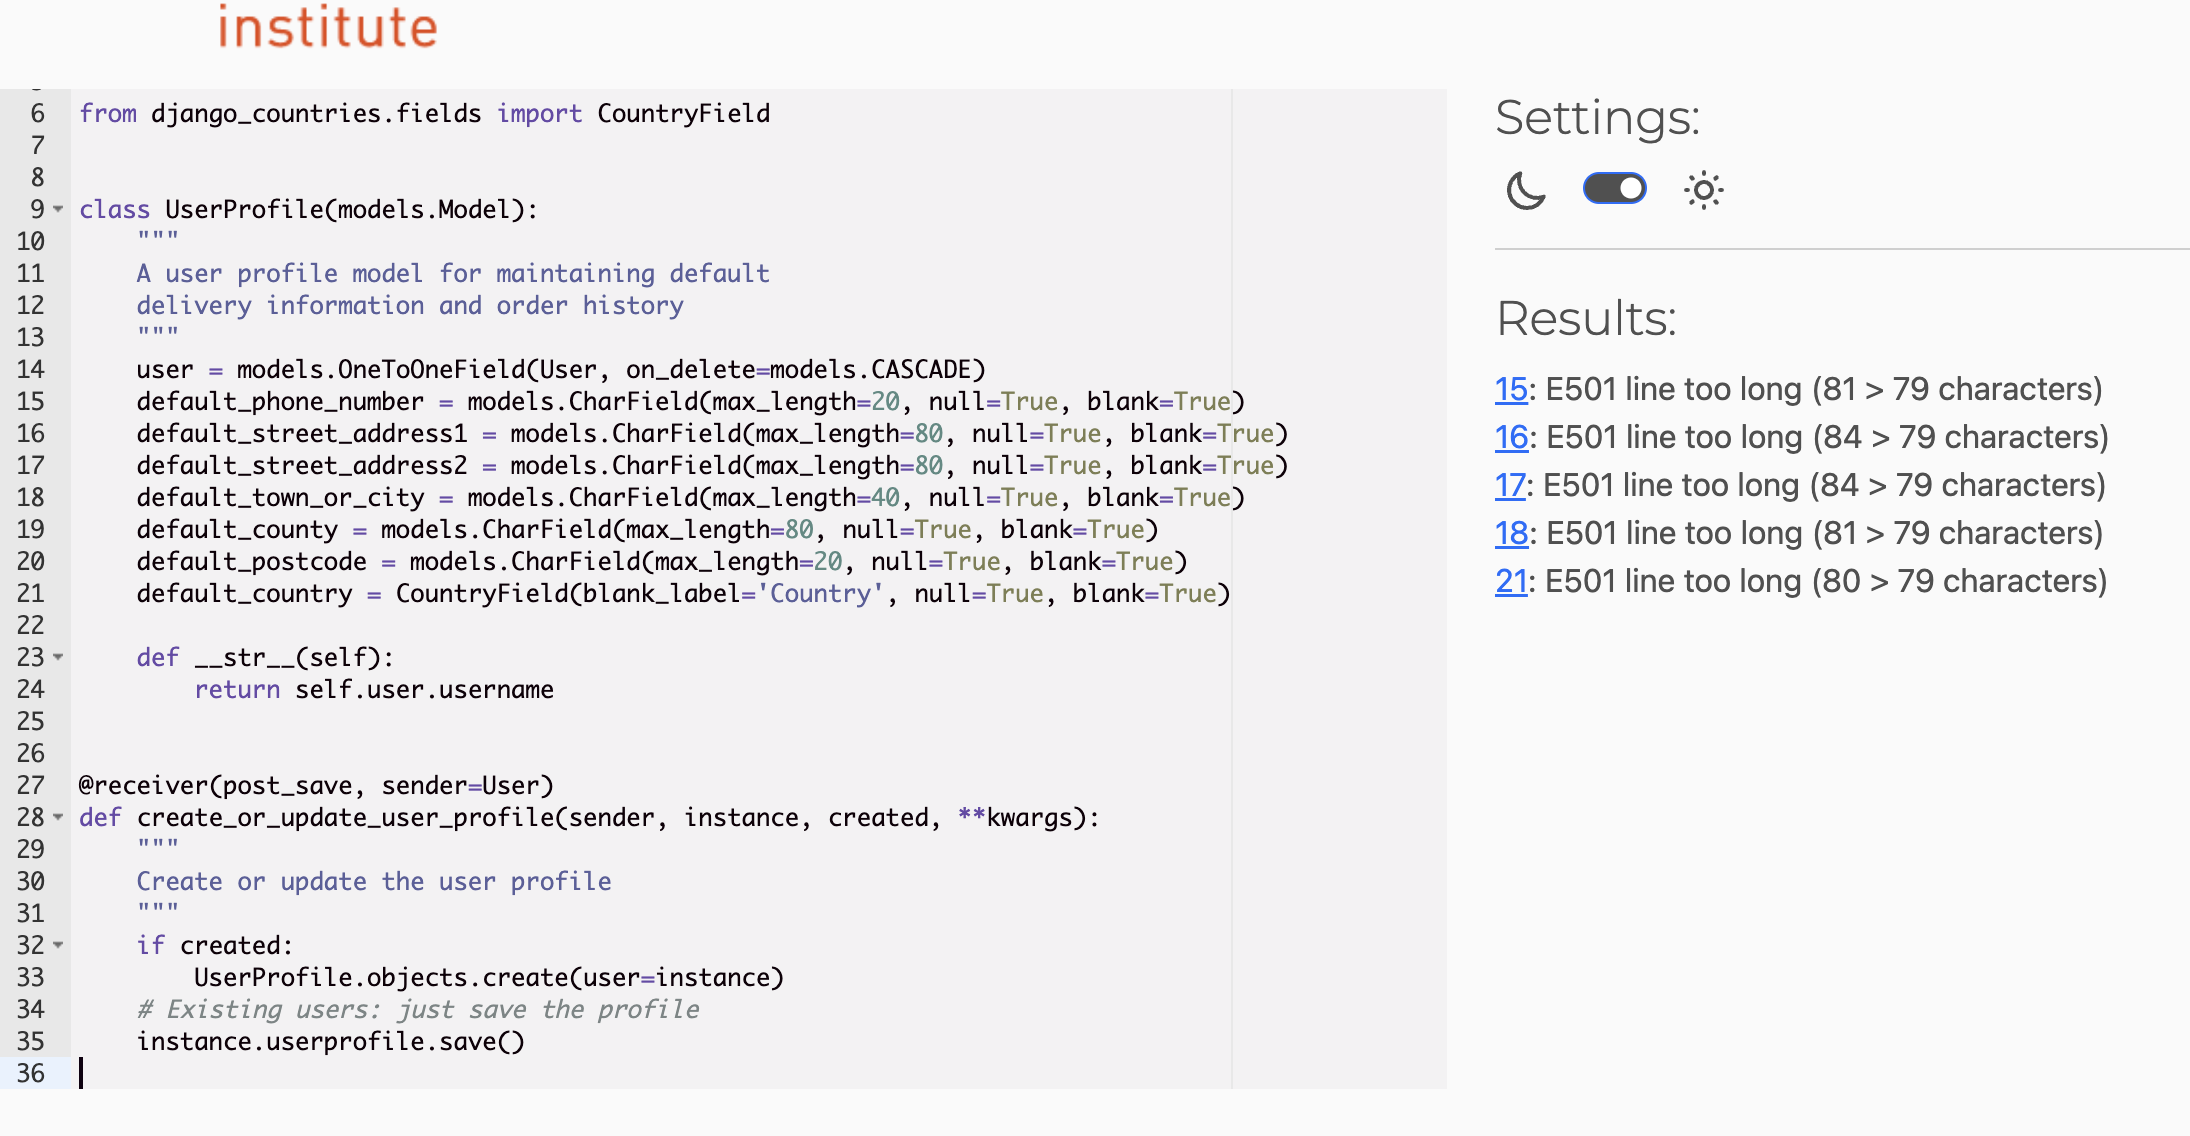 institute
6 from django_countries.fields import CountryField
7
8
9 class UserProfile(models.Model):
10     """
11     A user profile model for maintaining default
12     delivery information and order history
13     """
14     user = models.OneToOneField(User, on_delete=models.CASCADE)
15     default_phone_number = models.CharField(max_length=20, null=True, blank=True)
16     default_street_address1 = models.CharField(max_length=80, null=True, blank=True)
17     default_street_address2 = models.CharField(max_length=80, null=True, blank=True)
18     default_town_or_city = models.CharField(max_length=40, null=True, blank=True)
19     default_county = models.CharField(max_length=80, null=True, blank=True)
20     default_postcode = models.CharField(max_length=20, null=True, blank=True)
21     default_country = CountryField(blank_label='Country', null=True, blank=True)
22
23     def __str__(self):
24         return self.user.username
25
26
27 @receiver(post_save, sender=User)
28 def create_or_update_user_profile(sender, instance, created, **kwargs):
29     """
30     Create or update the user profile
31     """
32     if created:
33         UserProfile.objects.create(user=instance)
34     # Existing users: just save the profile
35     instance.userprofile.save()
36
Settings:
Results:
15: E501 line too long (81 > 79 characters)
16: E501 line too long (84 > 79 characters)
17: E501 line too long (84 > 79 characters)
18: E501 line too long (81 > 79 characters)
21: E501 line too long (80 > 79 characters)